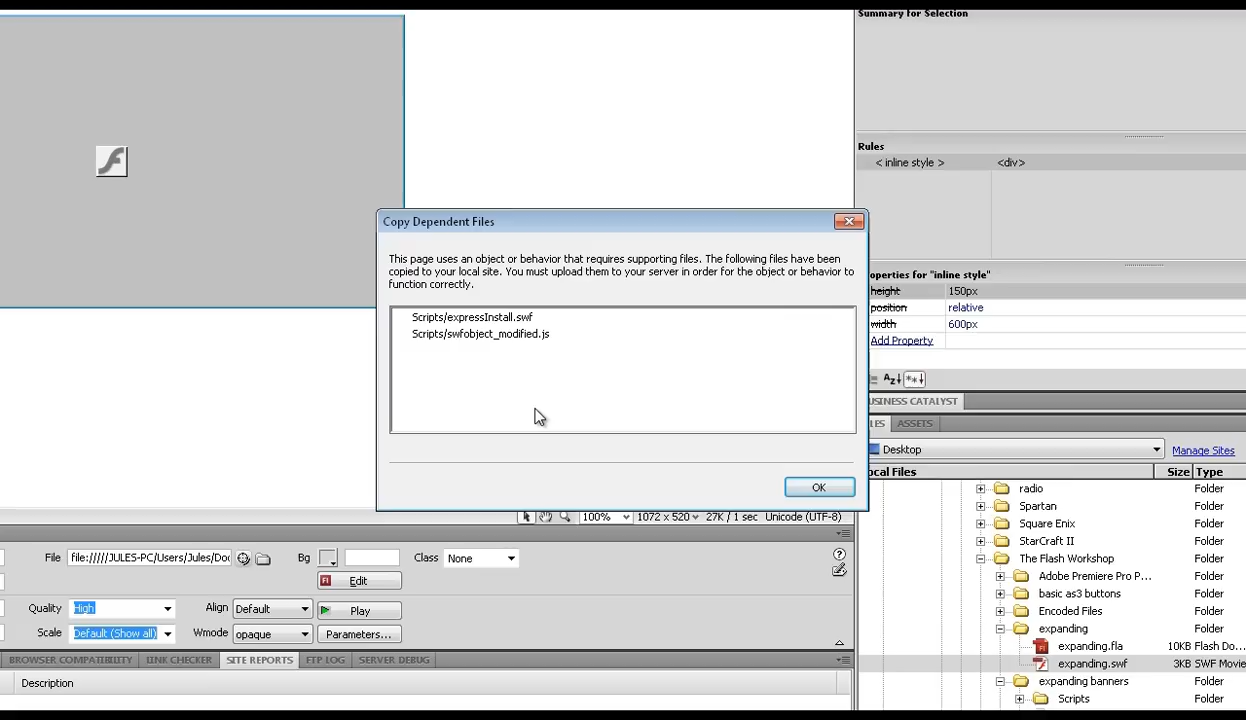 Summary for Selection
Rules
< inline style >
<div>
Copy Dependent Files
This page uses an object or behavior that requires supporting files. The following files have been
copied to your local site. You must upload them to your server in order for the object or behavior to
function correctly.
Scripts/expressInstall.swf
Scripts/swfobject_modified.js
OK
roperties for "inline style"
height 150px
position relative
width 600px
Add Property
AZ↓ **↓
USINESS CATALYST
LES ASSETS
Desktop Manage Sites
ocal Files Size Type
radio Folder
Spartan Folder
Square Enix Folder
StarCraft II Folder
The Flash Workshop Folder
Adobe Premiere Pro P... Folder
basic as3 buttons Folder
Encoded Files Folder
expanding Folder
expanding.fla 10KB Flash Do...
expanding.swf 3KB SWF Movie
expanding banners Folder
Scripts Folder
100% 1072 x 520 27K / 1 sec Unicode (UTF-8)
File file://///JULES-PC/Users/Jules/Doc Bg Class None
Edit
Quality High Align Default Play
Scale Default (Show all) Wmode opaque Parameters...
BROWSER COMPATIBILITY LINK CHECKER SITE REPORTS FTP LOG SERVER DEBUG
Description